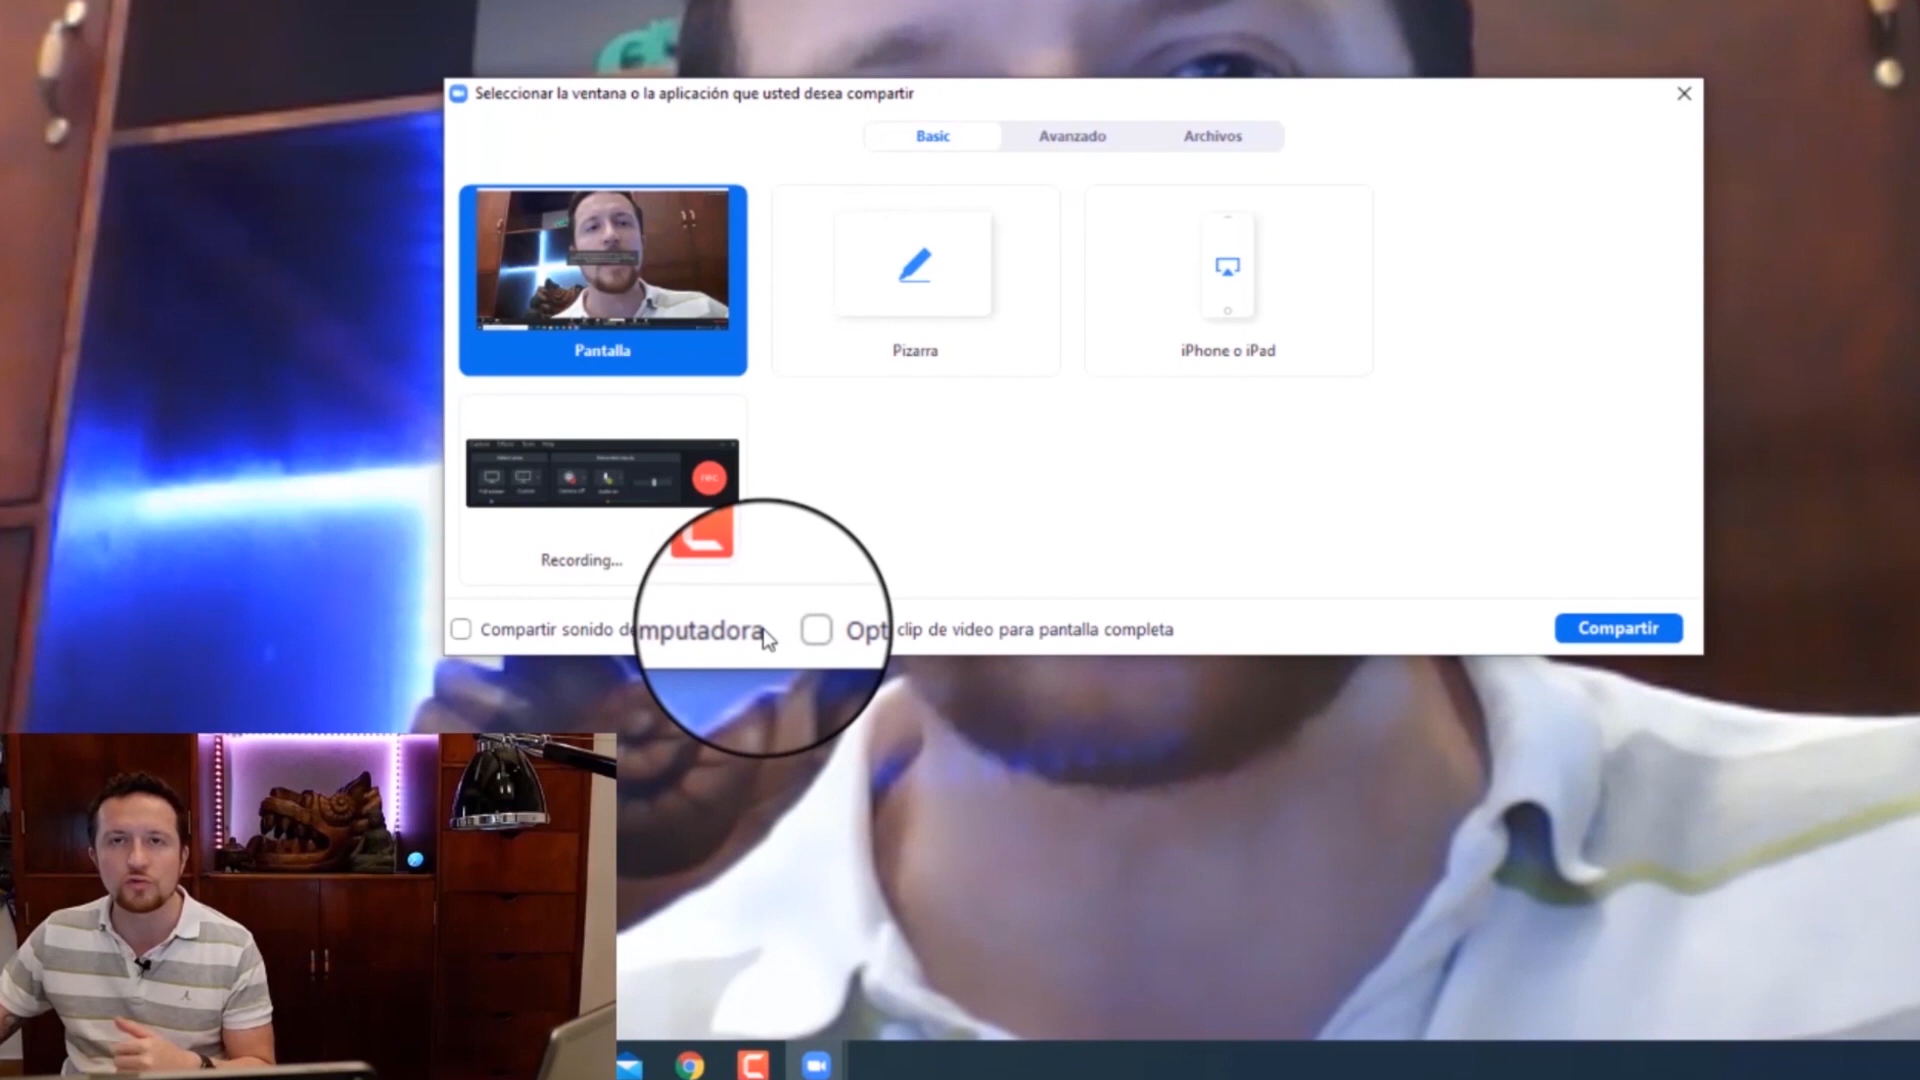 Seleccionar la ventana o la aplicación que usted desea compartir
Basic
Avanzado
Archivos
Pantalla
Pizarra
iPhone o iPad
rec
Recording...
Compartir sonido de mputadora
Opt clip de video para pantalla completa
Compartir